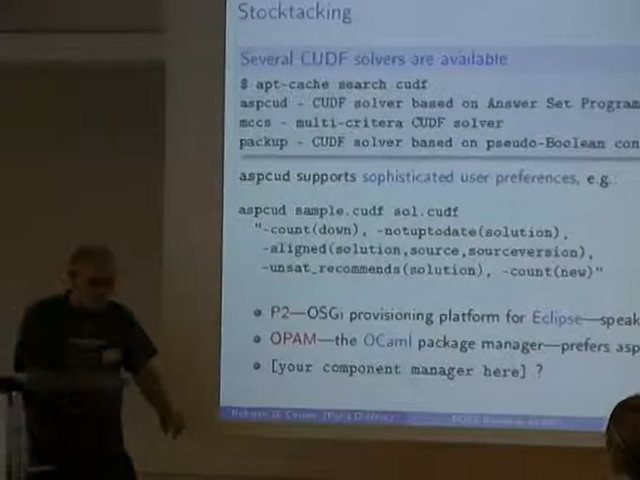 Stocktacking
Several CUDF solvers are available
$ apt-cache search cudf
aspcud - CUDF solver based on Answer Set Program
mccs - multi-critera CUDF solver
packup - CUDF solver based on pseudo-Boolean con
aspcud supports sophisticated user preferences, e.g.:
aspcud sample.cudf sol.cudf
"-count(down), -notuptodate(solution),
-aligned(solution,source,sourceversion),
-unsat_recommends(solution), -count(new)"
P2—OSGi provisioning platform for Eclipse—speak
OPAM—the OCaml package manager—prefers asp
[your component manager here] ?